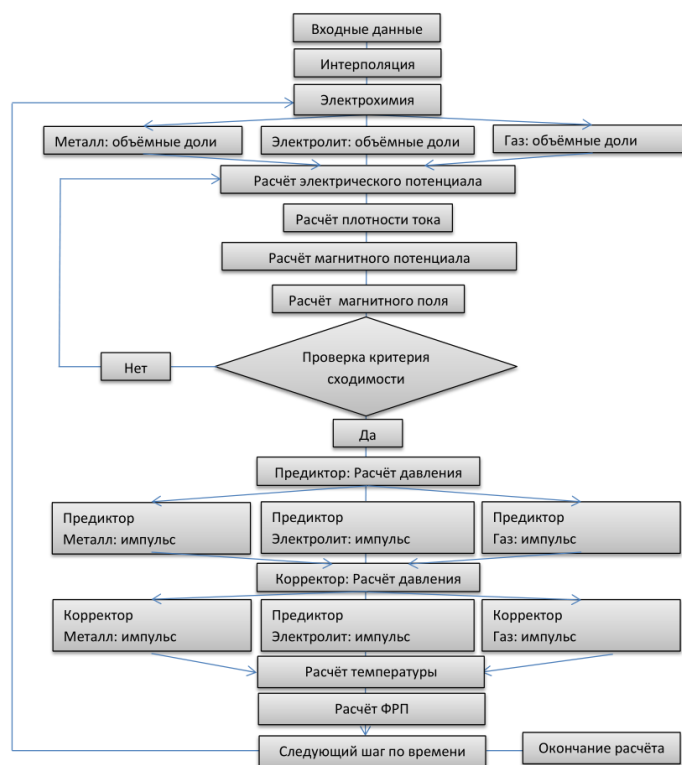 Входные данные
Интерполяция
Электрохимия
Металл: объёмные доли
Электролит: объёмные доли
Газ: объёмные доли
Расчёт электрического потенциала
Расчёт плотности тока
Расчёт магнитного потенциала
Расчёт магнитного поля
Проверка критерия
сходимости
Нет
Да
Предиктор: Расчёт давления
Предиктор
Металл: импульс
Предиктор
Электролит: импульс
Предиктор
Газ: импульс
Корректор: Расчёт давления
Корректор
Металл: импульс
Предиктор
Электролит: импульс
Корректор
Газ: импульс
Расчёт температуры
Расчёт ФРП
Следующий шаг по времени
Окончание расчёта